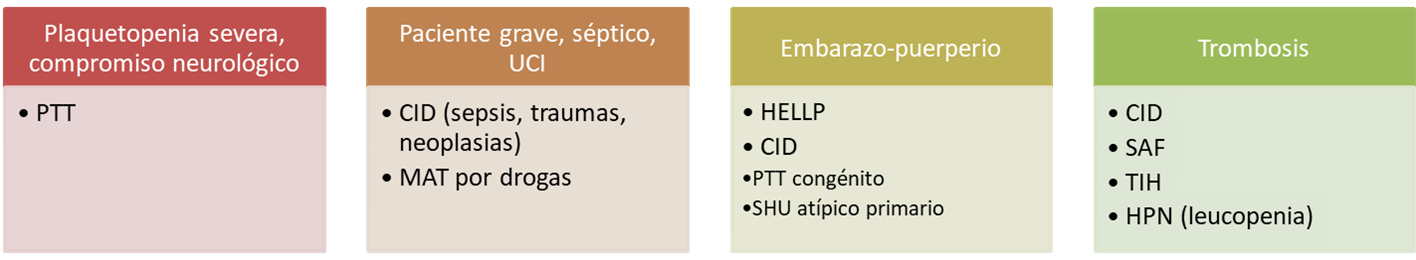 Plaquetopenia severa,
compromiso neurológico
• PTT
Paciente grave, séptico,
UCI
• CID (sepsis, traumas,
neoplasias)
• MAT por drogas
Embarazo-puerperio
• HELLP
• CID
•PTT congénito
•SHU atípico primario
Trombosis
• CID
• SAF
• TIH
• HPN (leucopenia)